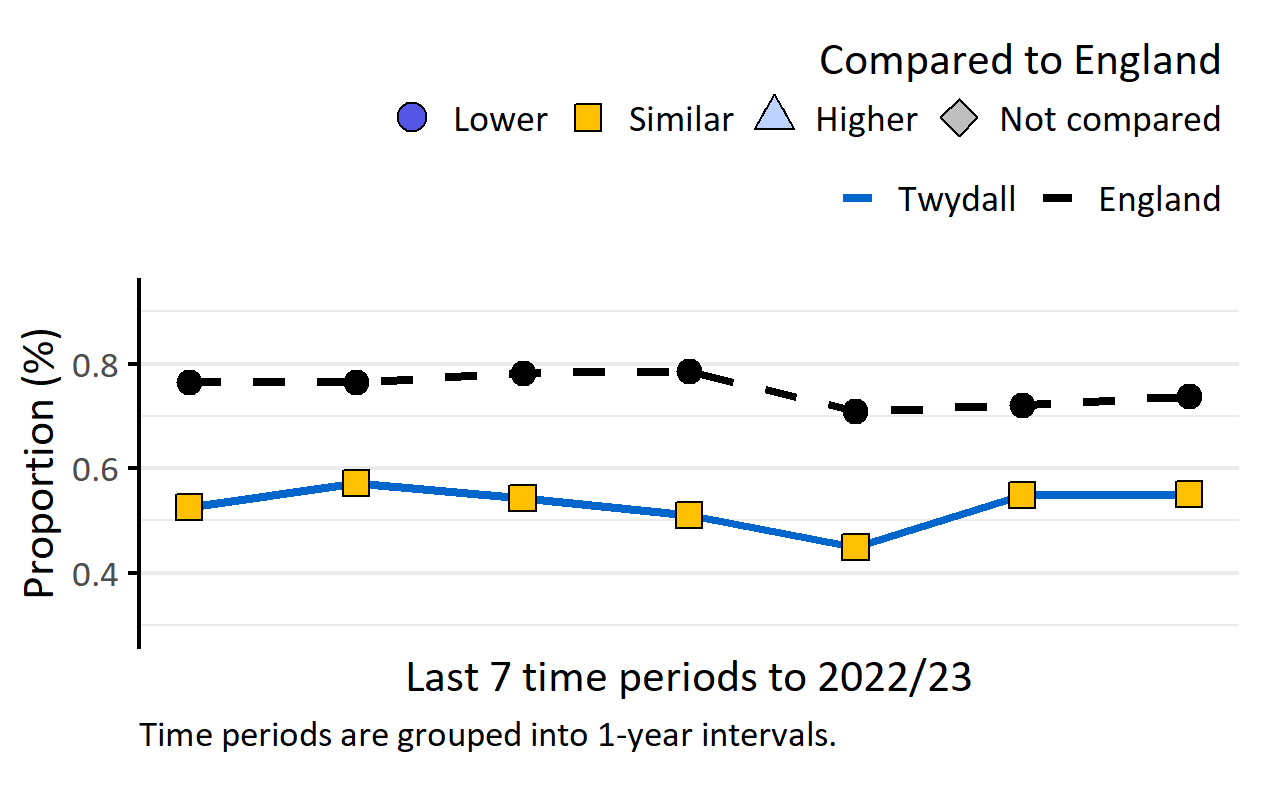 Compared to England
Lower Similar Higher Not compared
Twydall England
Proportion (%)
0.8
0.6
0.4
Last 7 time periods to 2022/23
Time periods are grouped into 1-year intervals.